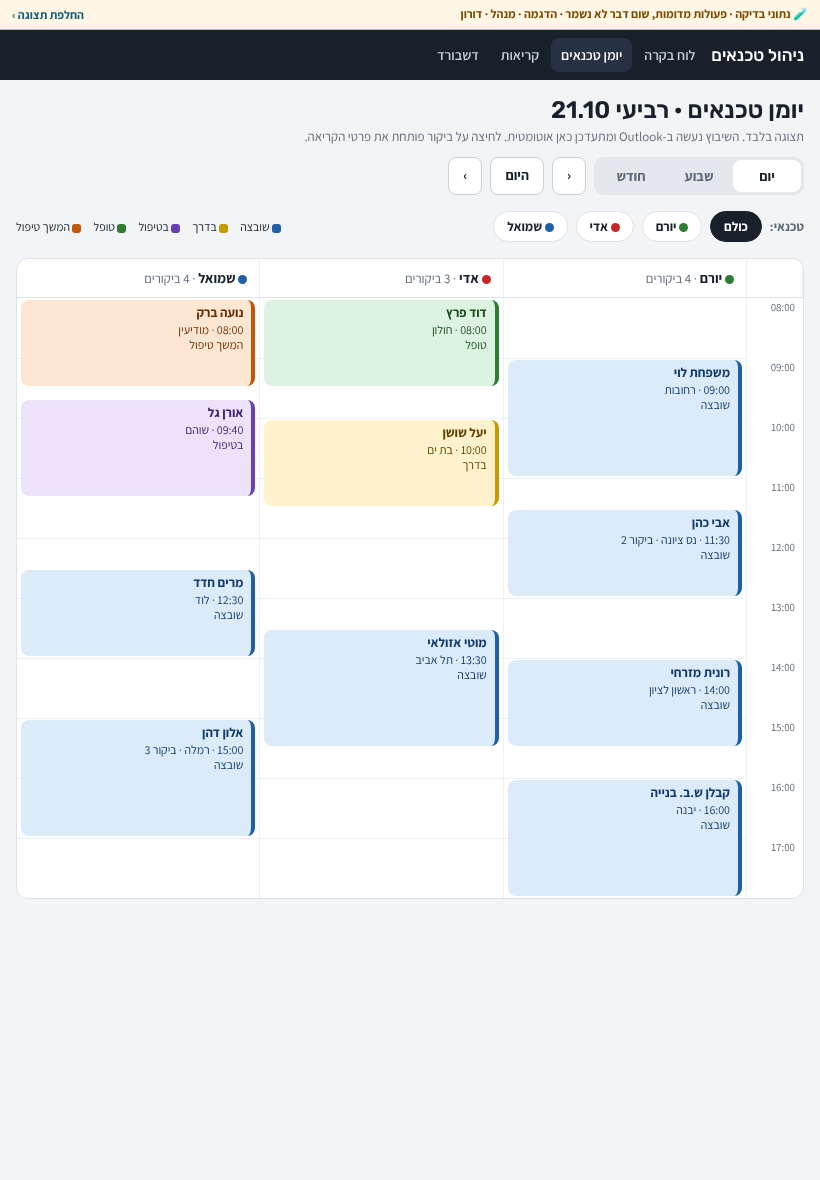 🧪 נתוני בדיקה · פעולות מדומות, שום דבר לא נשמר · הדגמה · מנהל · דורון
החלפת תצוגה ›
ניהול טכנאים
לוח בקרה
יומן טכנאים
קריאות
דשבורד
יומן טכנאים • רביעי 21.10
תצוגה בלבד. השיבוץ נעשה ב-Outlook ומתעדכן כאן אוטומטית. לחיצה על ביקור פותחת את פרטי הקריאה.
יום
שבוע
חודש
‹
היום
›
טכנאי:
כולם
יורם
אדי
שמואל
שובצה
בדרך
בטיפול
טופל
המשך טיפול
יורם · 4 ביקורים
אדי · 3 ביקורים
שמואל · 4 ביקורים
08:00
09:00
10:00
11:00
12:00
13:00
14:00
15:00
16:00
17:00
משפחת לוי
09:00 · רחובות
שובצה
אבי כהן
11:30 · נס ציונה · ביקור 2
שובצה
רונית מזרחי
14:00 · ראשון לציון
שובצה
קבלן ש.ב. בנייה
16:00 · יבנה
שובצה
דוד פרץ
08:00 · חולון
טופל
יעל שושן
10:00 · בת ים
בדרך
מוטי אזולאי
13:30 · תל אביב
שובצה
נועה ברק
08:00 · מודיעין
המשך טיפול
אורן גל
09:40 · שוהם
בטיפול
מרים חדד
12:30 · לוד
שובצה
אלון דהן
15:00 · רמלה · ביקור 3
שובצה